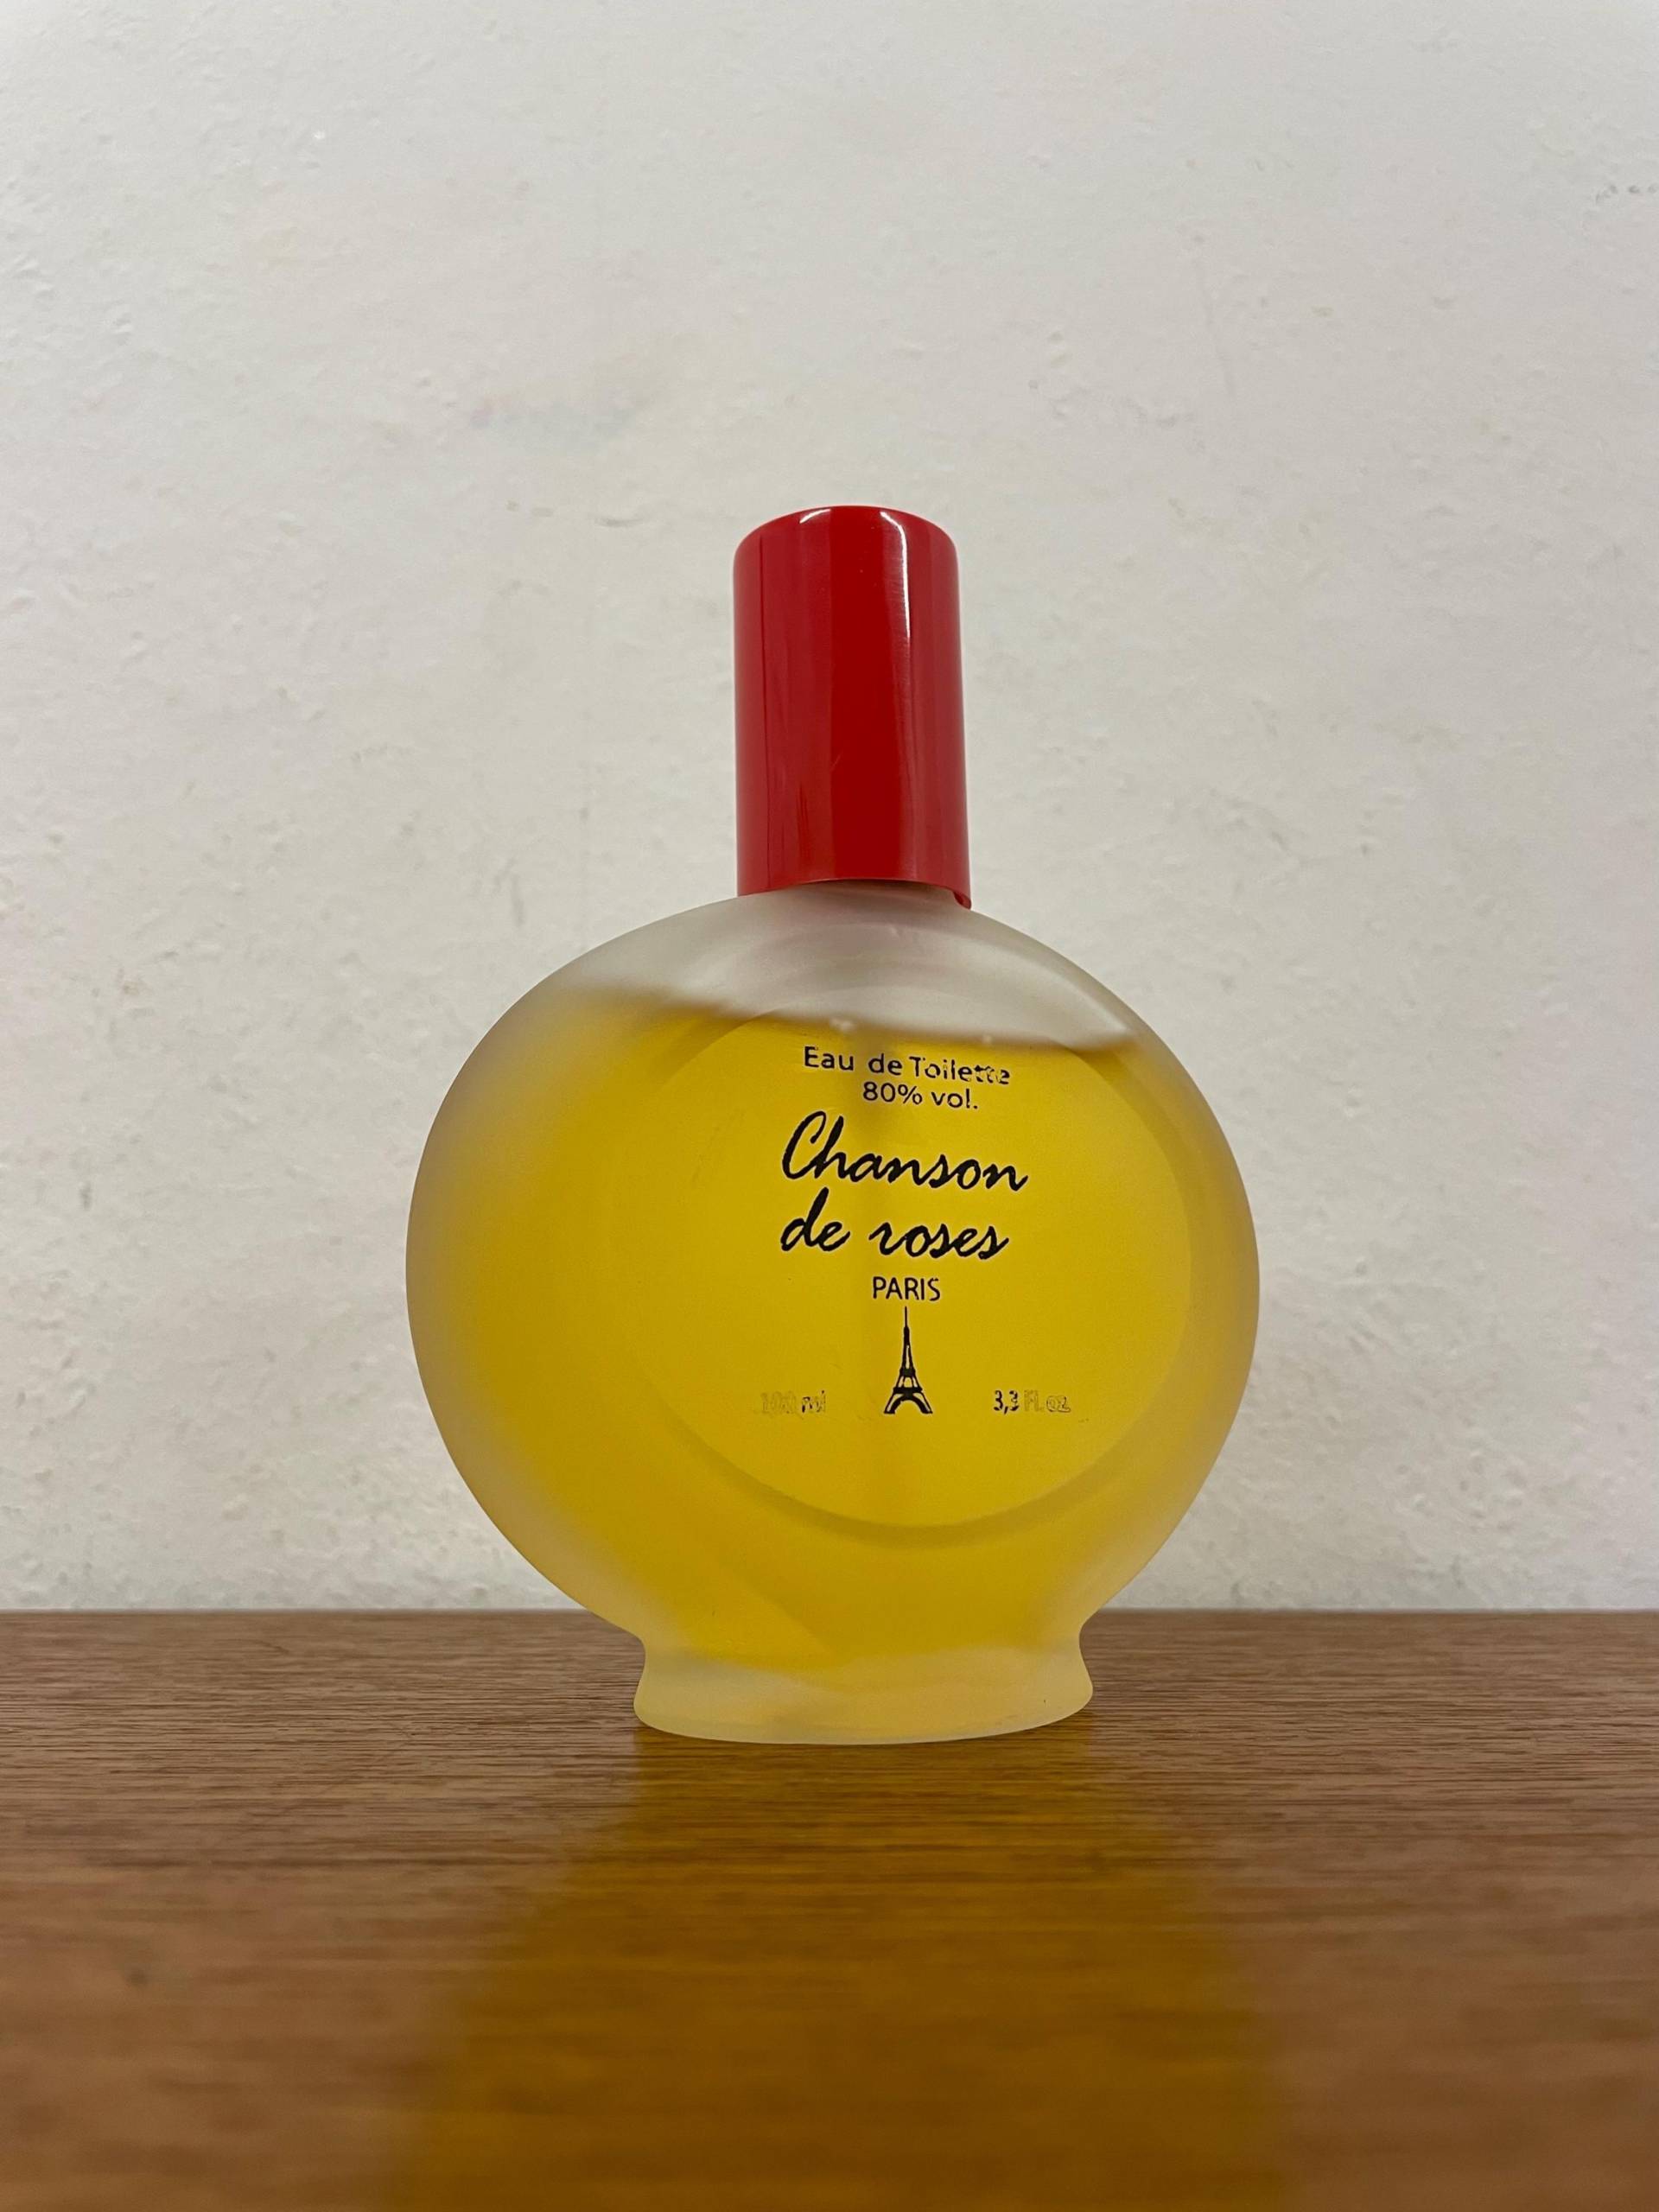 Eau de Toilette
80% vol.
Chanson
de roses
PARIS
100 ml 3,3 Fl. oz